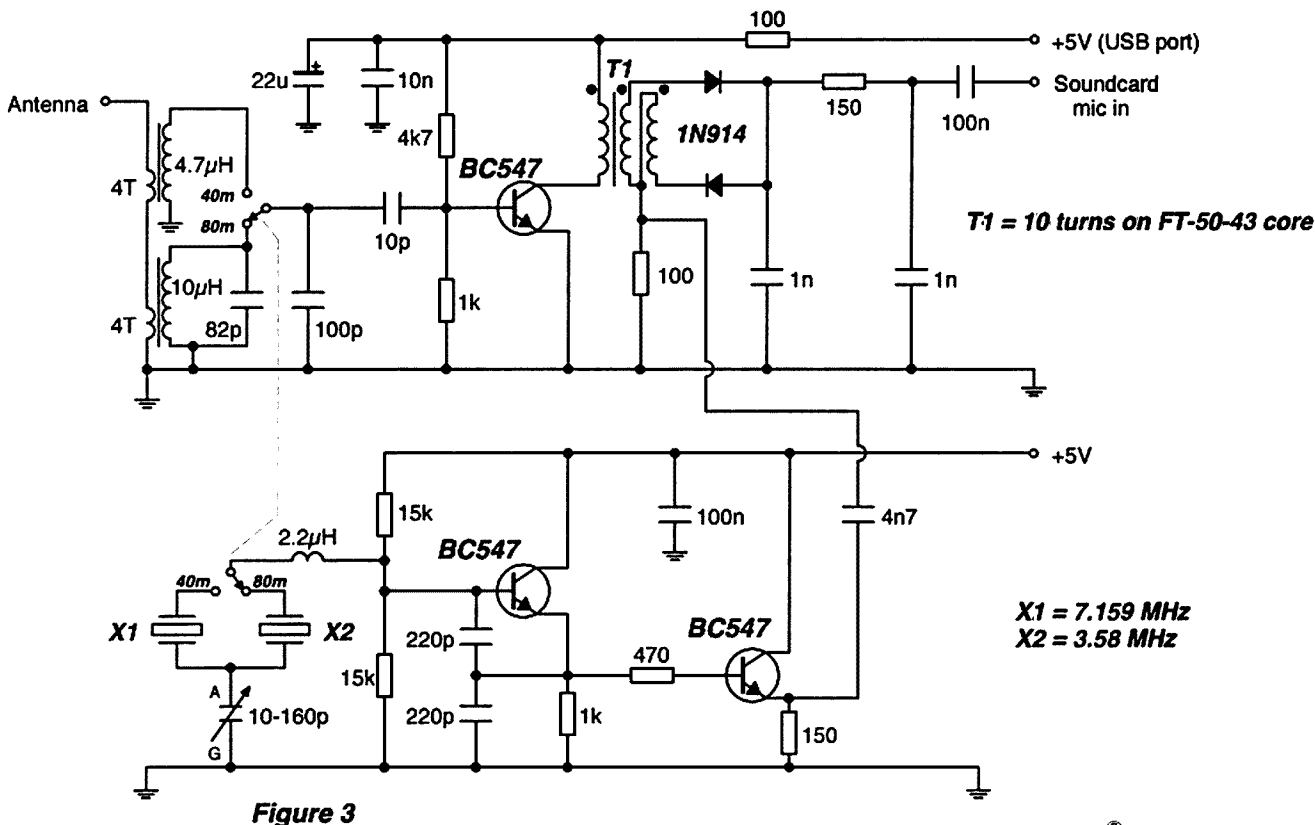 100
+5V (USB port)
T1
22u
+
10n
Soundcard
mic in
Antenna
150
100n
4k7
1N914
4.7µH
BC547
4T
40m
80m
10p
T1 = 10 turns on FT-50-43 core
10µH
100
1n
1n
1k
4T
82p
100p
+5V
15k
100n
4n7
2.2µH
BC547
40m
80m
X1
X2
X1 = 7.159 MHz
X2 = 3.58 MHz
220p
BC547
470
15k
A
10-160p
220p
1k
150
G
Figure 3
®